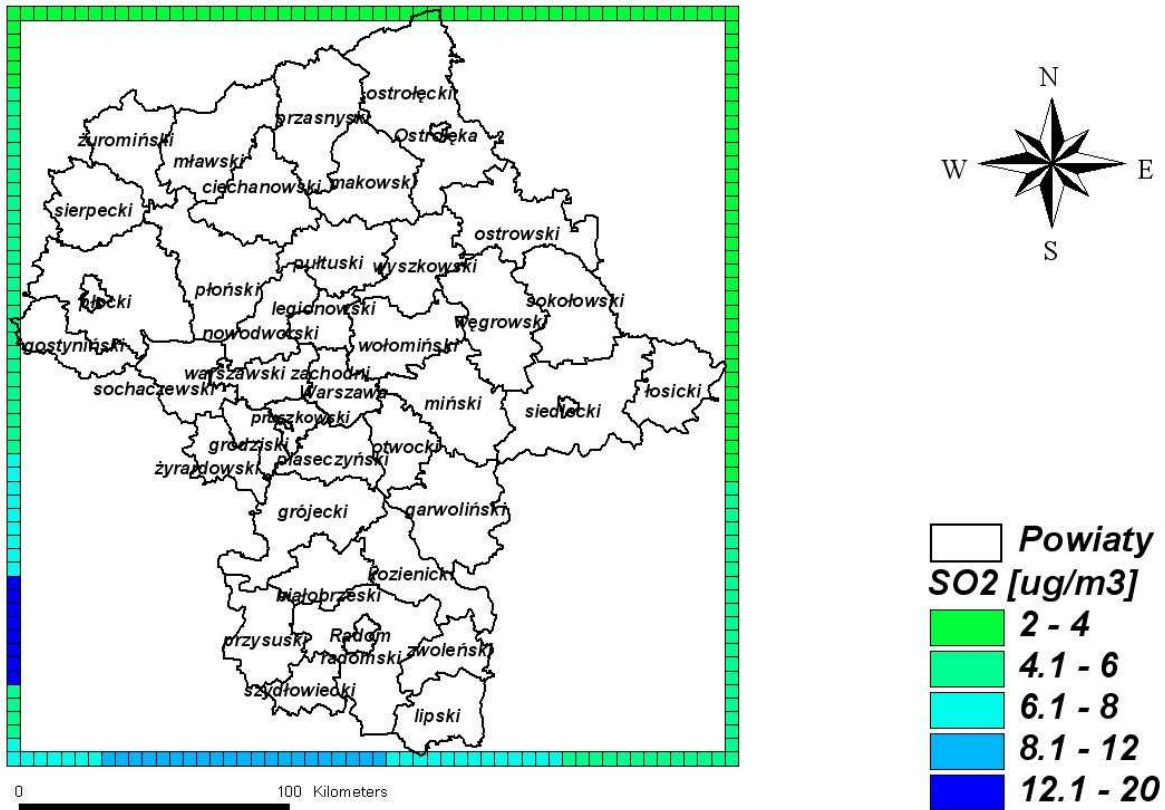 N
W E
S
ostrołęcki
przasnyski
Ostrołęka
żuromiński
mławski
ciechanowski
makowski
sierpecki
ostrowski
pułtuski
wyszkowski
płoński
płocki
sokołowski
legionowski
węgrowski
nowodworski
gostyniński
wołomiński
warszawski zachodni
sochaczewski
Warszawa
łosicki
miński
siedlecki
pruszkowski
grodziski
otwocki
piaseczyński
żyrardowski
grójecki
garwoliński
kozienicki
białobrzeski
Radom
przysuski
zwoleński
radomski
szydłowiecki
lipski
Powiaty
SO2 [ug/m3]
2 - 4
4.1 - 6
6.1 - 8
8.1 - 12
12.1 - 20
0 100 Kilometers